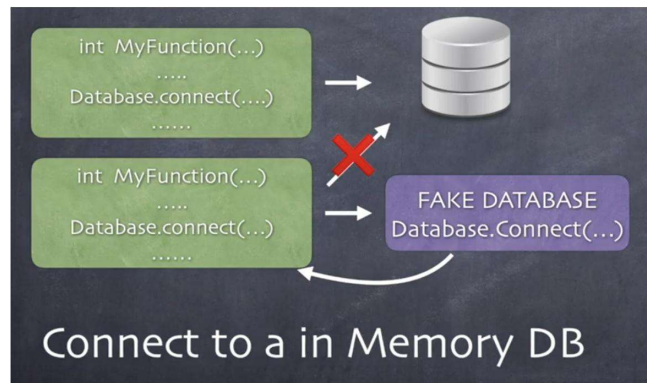 int MyFunction(...)
.....
Database.connect(....)
......
int MyFunction(...)
.....
Database.connect(...)
......
FAKE DATABASE
Database.Connect(...)
Connect to a in Memory DB